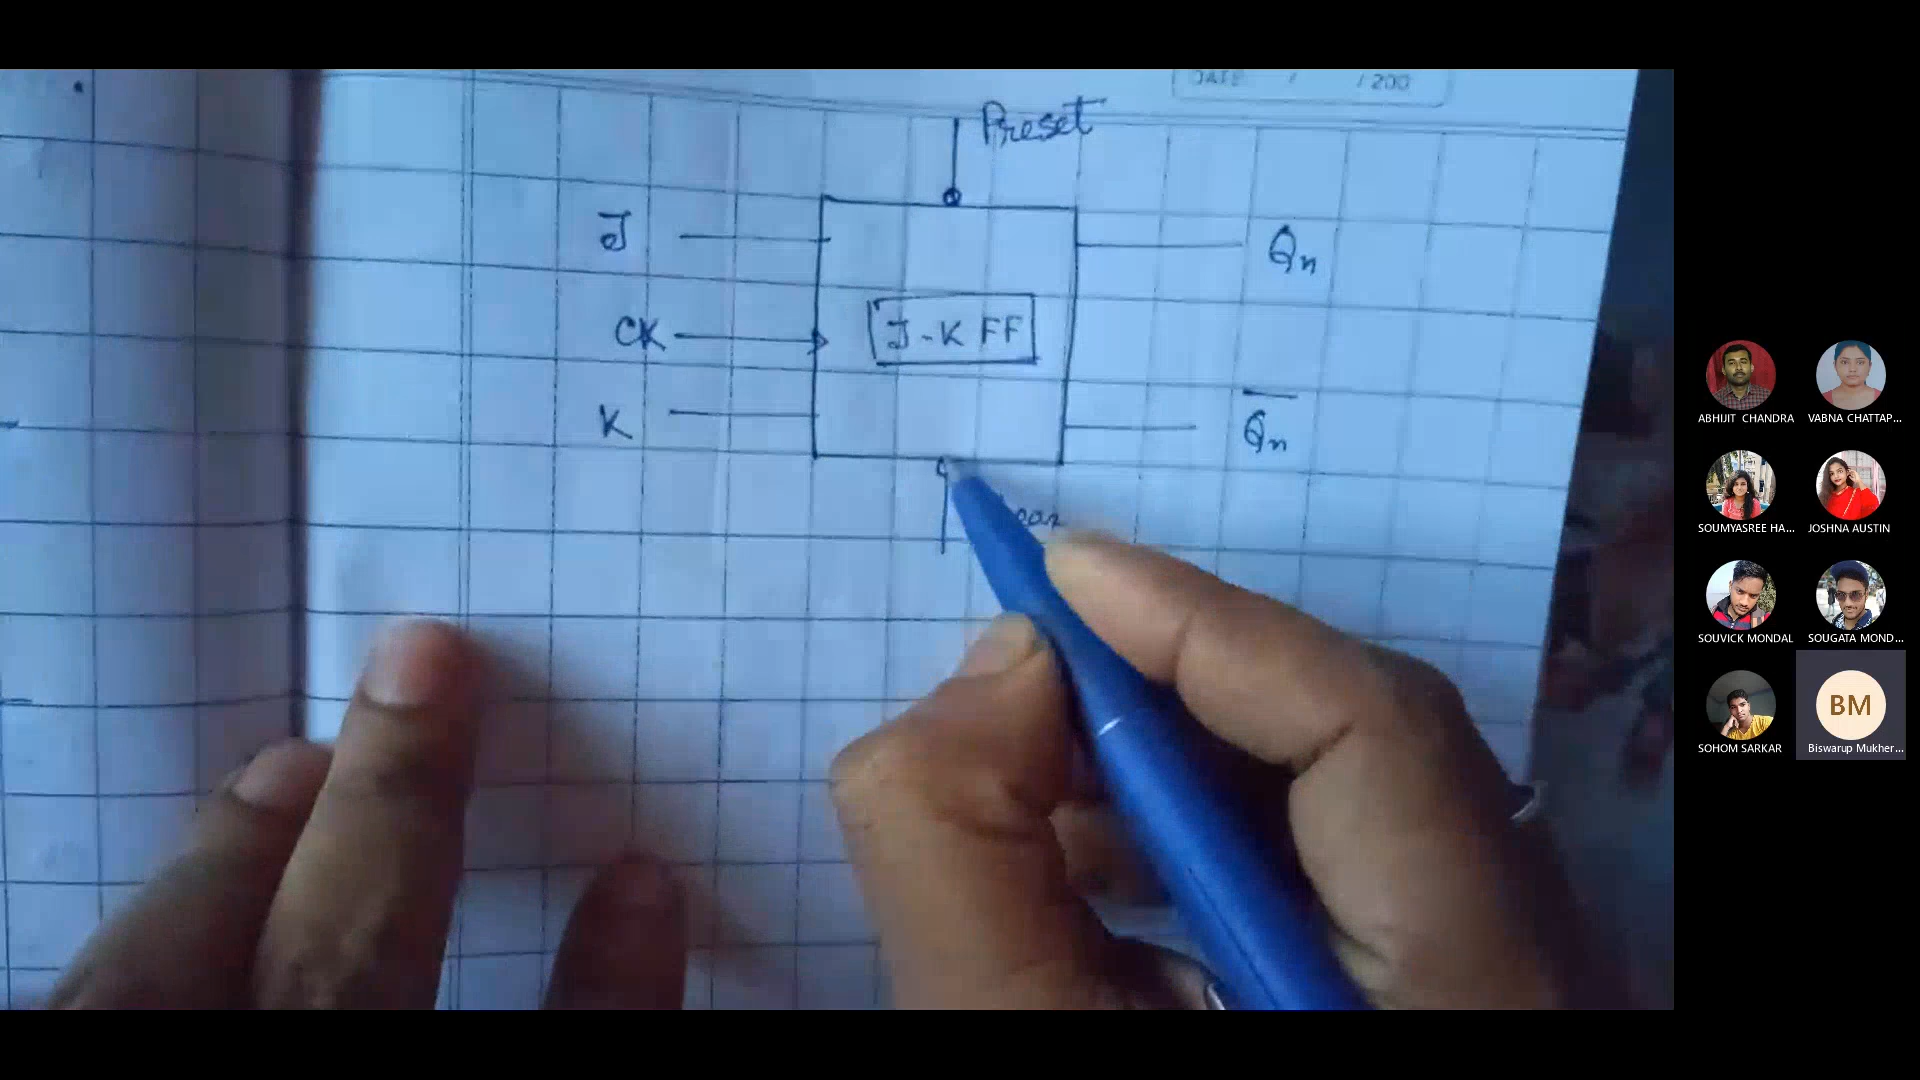 DATE / / 200
Preset
J
Qn
CK
J-K FF
K
Q̅n
ABHIJIT CHANDRA
VABNA CHATTAP...
SOUMYASREE HA...
JOSHNA AUSTIN
SOUVICK MONDAL
SOUGATA MOND...
BM
SOHOM SARKAR
Biswarup Mukher...